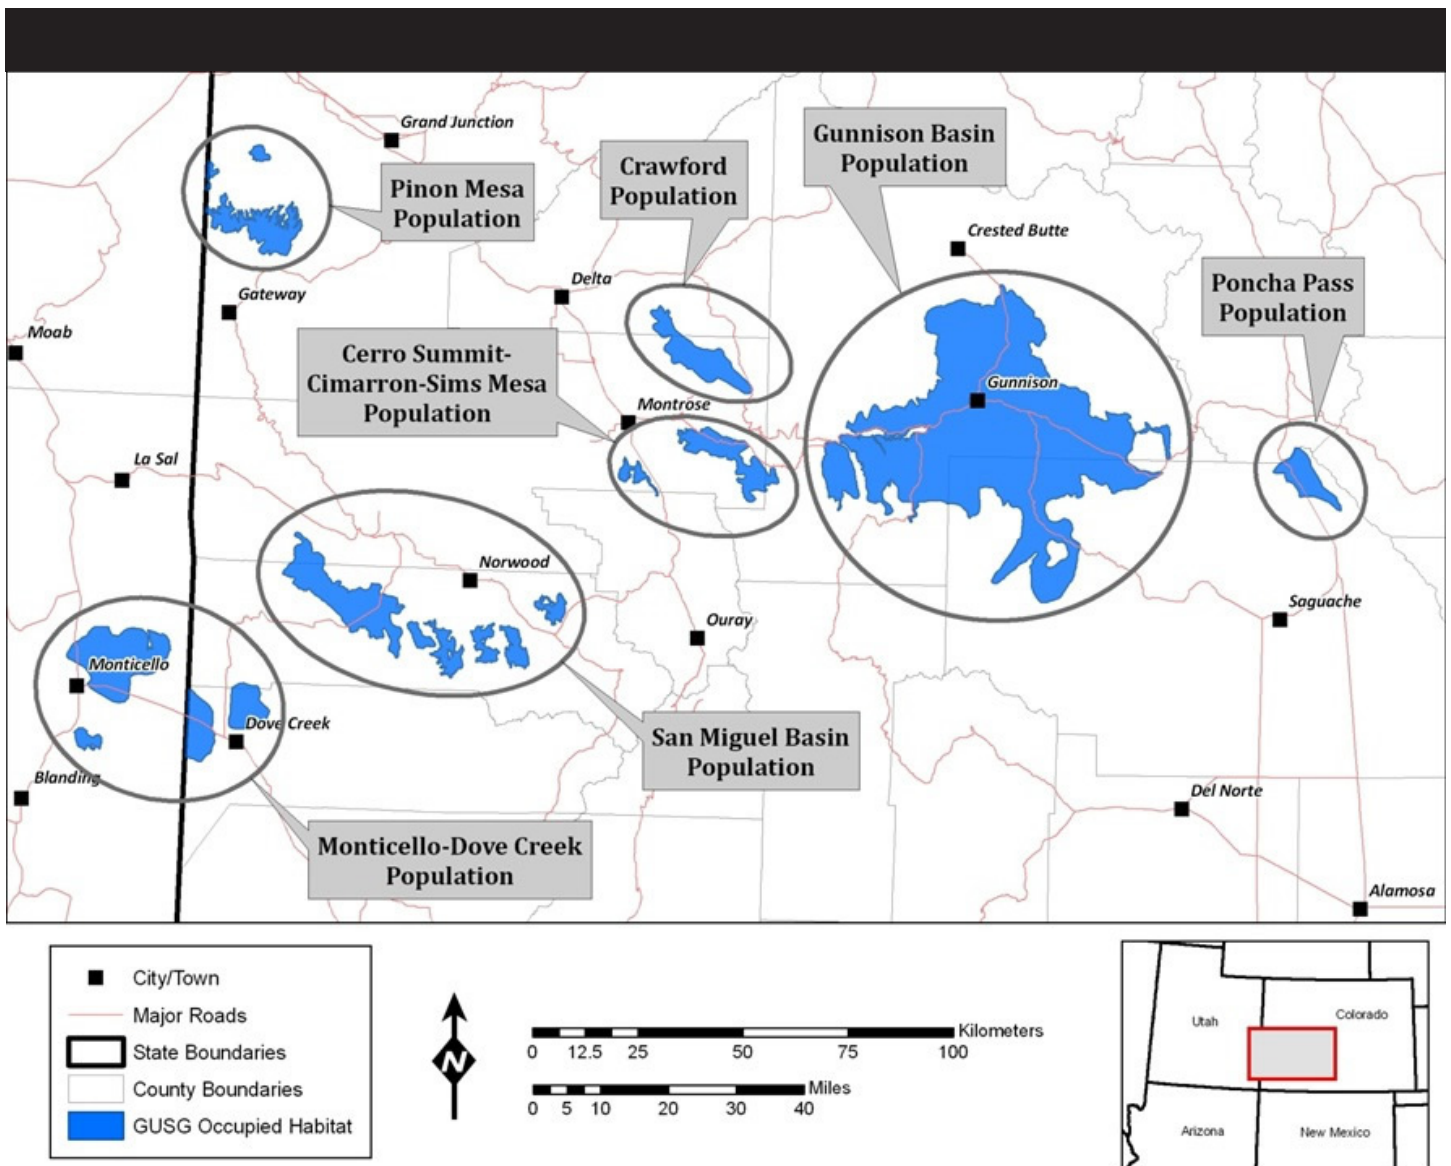 Grand Junction
Pinon Mesa
Population
Crawford
Population
Gunnison Basin
Population
Crested Butte
Poncha Pass
Population
Gateway
Delta
Moab
Cerro Summit-
Cimarron-Sims Mesa
Population
Montrose
Gunnison
La Sal
Norwood
Ouray
Saguache
Monticello
Dove Creek
San Miguel Basin
Population
Blanding
Del Norte
Monticello-Dove Creek
Population
Alamosa
City/Town
Major Roads
State Boundaries
County Boundaries
GUSG Occupied Habitat
N
Kilometers
0 12.5 25 50 75 100
Miles
0 5 10 20 30 40
Utah
Colorado
Arizona
New Mexico